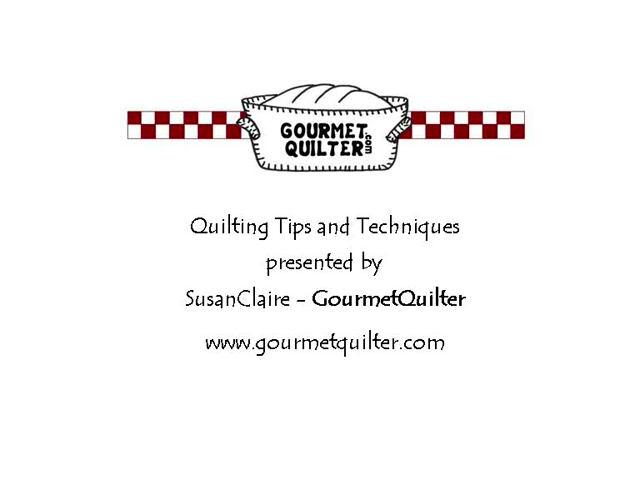 GOURMET
QUILTER.com
Quilting Tips and Techniques
presented by
SusanClaire - GourmetQuilter
www.gourmetquilter.com